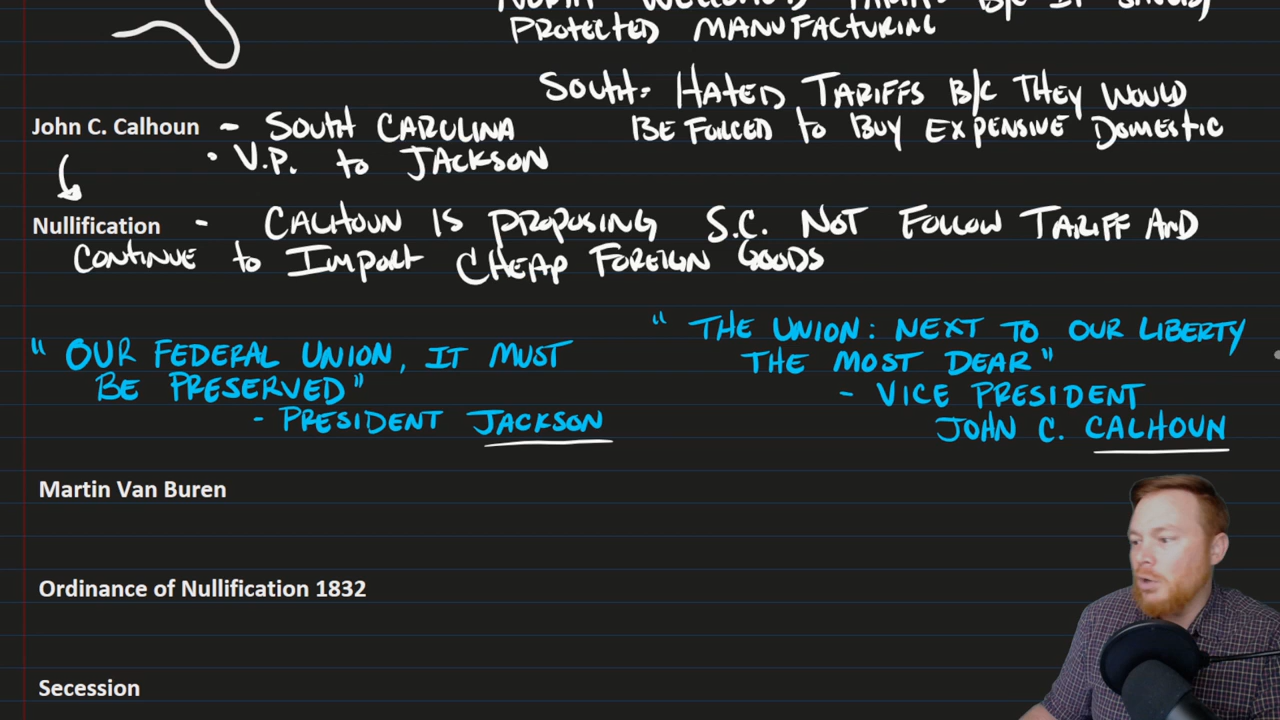 PROTECTED MANUFACTURING
South- HATED TARIFFS B/C THEY WOULD
BE FORCED to BUY EXPENSIVE DOMESTIC
John C. Calhoun - SOUTH CAROLINA
• V.P. to JACKSON
Nullification - CALHOUN IS PROPOSING S.C. NOT FOLLOW TARIFF AND
CONTINUE to IMPORT CHEAP FOREIGN GOODS
"OUR FEDERAL UNION, IT MUST
BE PRESERVED"
- PRESIDENT JACKSON
"THE UNION: NEXT TO OUR LIBERTY
THE MOST DEAR"
- VICE PRESIDENT
JOHN C. CALHOUN
Martin Van Buren
Ordinance of Nullification 1832
Secession